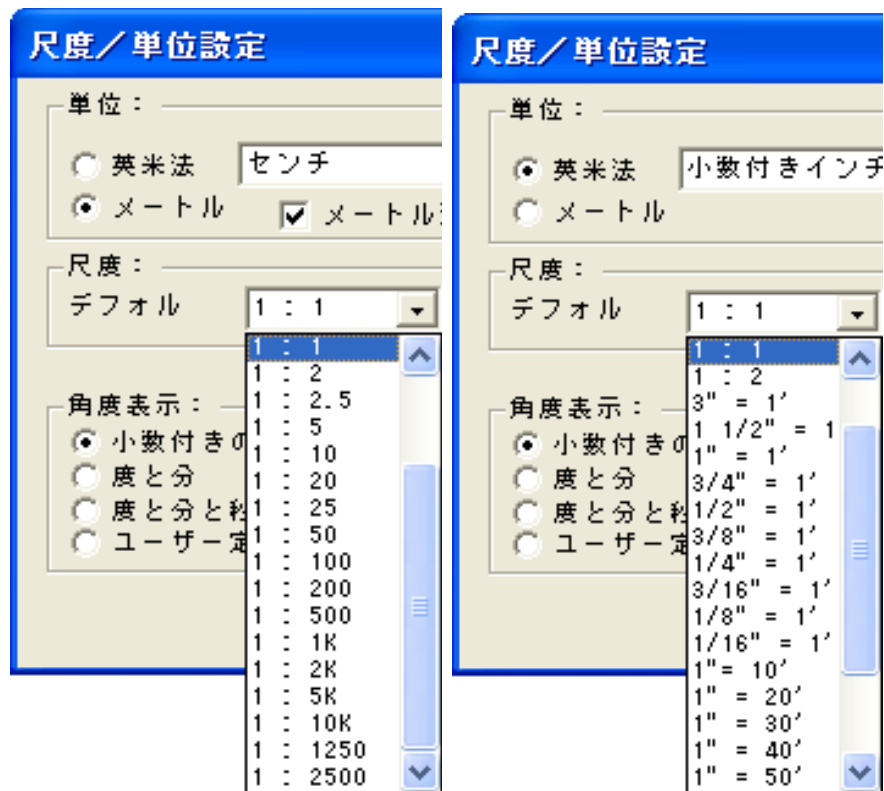 尺度／単位設定
単位：
英米法
センチ
メートル
メートル
尺度：
デフォル
1 : 1
1 : 1
1 : 2
1 : 2.5
1 : 5
1 : 10
1 : 20
1 : 25
1 : 50
1 : 100
1 : 200
1 : 500
1 : 1K
1 : 2K
1 : 5K
1 : 10K
1 : 1250
1 : 2500
角度表示：
小数付きの
度と分
度と分と秒
ユーザー定
尺度／単位設定
単位：
英米法
小数付きインチ
メートル
尺度：
デフォル
1 : 1
1 : 1
1 : 2
3" = 1'
1 1/2" = 1
1" = 1'
3/4" = 1'
1/2" = 1'
3/8" = 1'
1/4" = 1'
3/16" = 1'
1/8" = 1'
1/16" = 1'
1"= 10'
1" = 20'
1" = 30'
1" = 40'
1" = 50'
角度表示：
小数付きの
度と分
度と分と秒
ユーザー定